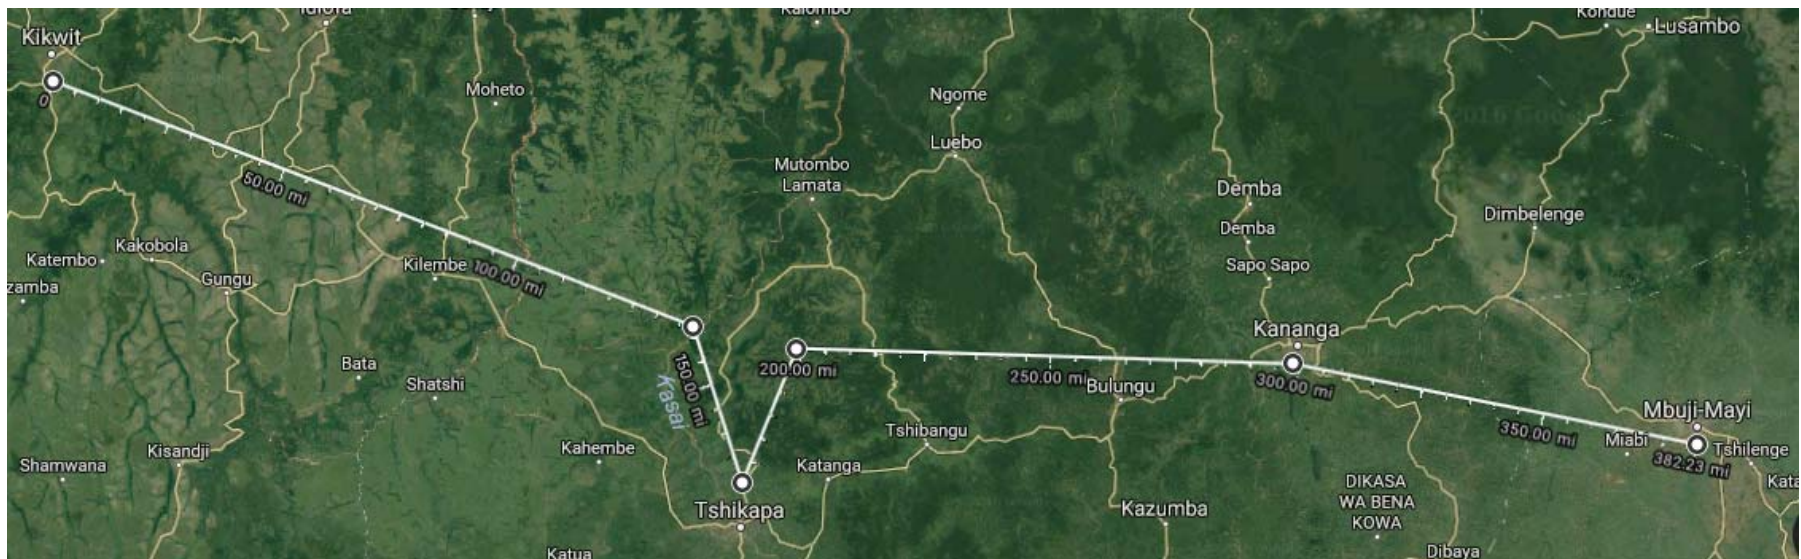 Kondue
Lusambo
Kikwit
0
Moheto
Ngome
Luebo
Mutombo
Lamata
50.00 mi
Demba
Dimbelenge
Demba
Kakobola
Katembo
Gungu
zamba
Kilembe
100.00 mi
Sapo Sapo
Kananga
Bata
Shatshi
150.00 mi
Kasai
200.00 mi
250.00 mi
Bulungu
300.00 mi
Mbuji-Mayi
350.00 mi
Miabi
Tshilenge
382.23 mi
Tshibangu
Kisandji
Kahembe
Shamwana
Katanga
Kata
DIKASA
WA BENA
KOWA
Tshikapa
Kazumba
Katua
Dibaya